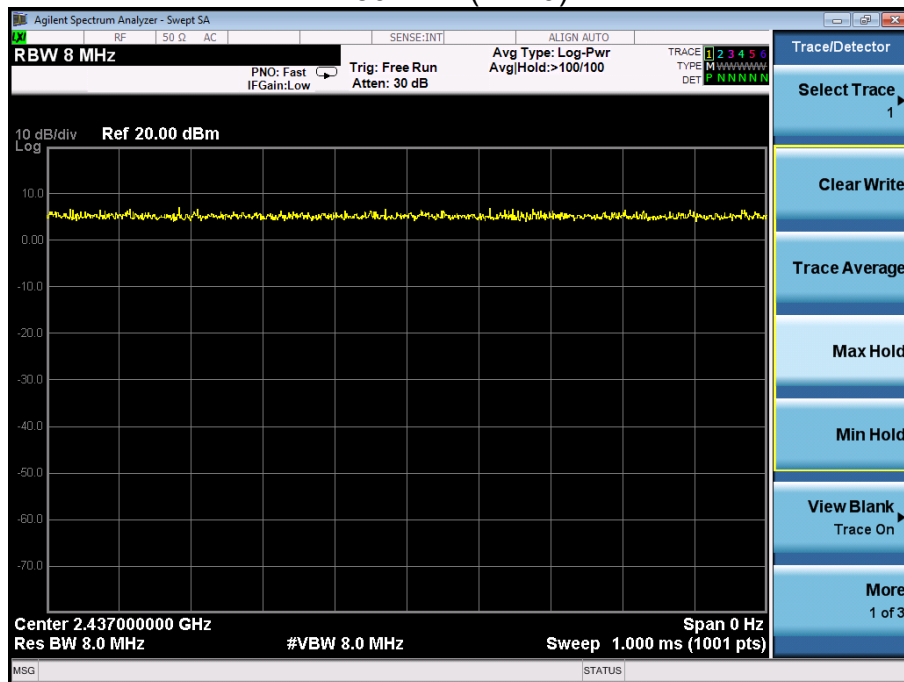 Agilent Spectrum Analyzer - Swept SA
LXI RF 50 Ω AC SENSE:INT ALIGN AUTO
RBW 8 MHz
PNO: Fast
IFGain:Low
Trig: Free Run
Atten: 30 dB
Avg Type: Log-Pwr
Avg|Hold:>100/100
TRACE 1 2 3 4 5 6
TYPE M WWWWW
DET P N N N N N
10 dB/div Ref 20.00 dBm
Log
10.0
0.00
-10.0
-20.0
-30.0
-40.0
-50.0
-60.0
-70.0
Center 2.437000000 GHz Span 0 Hz
Res BW 8.0 MHz #VBW 8.0 MHz Sweep 1.000 ms (1001 pts)
MSG STATUS
Trace/Detector
Select Trace
1
Clear Write
Trace Average
Max Hold
Min Hold
View Blank
Trace On
More
1 of 3